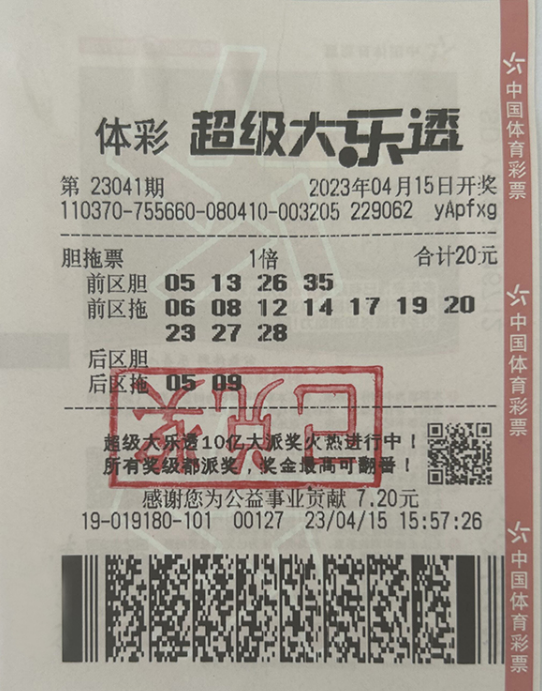 体彩 超级大乐透
第 23041期 2023年04月15日开奖
110370-755660-080410-003205 229062 yApfxg
胆拖票 1倍 合计20元
前区胆 05 13 26 35
前区拖 06 08 12 14 17 19 20
23 27 28
后区胆
后区拖 05 09
超级大乐透10亿大派奖火热进行中！
所有奖级都派奖，奖金最高可翻番！
感谢您为公益事业贡献 7.20元
19-019180-101 00127 23/04/15 15:57:26
中国体育彩票
中国体育彩票
中国体育彩票